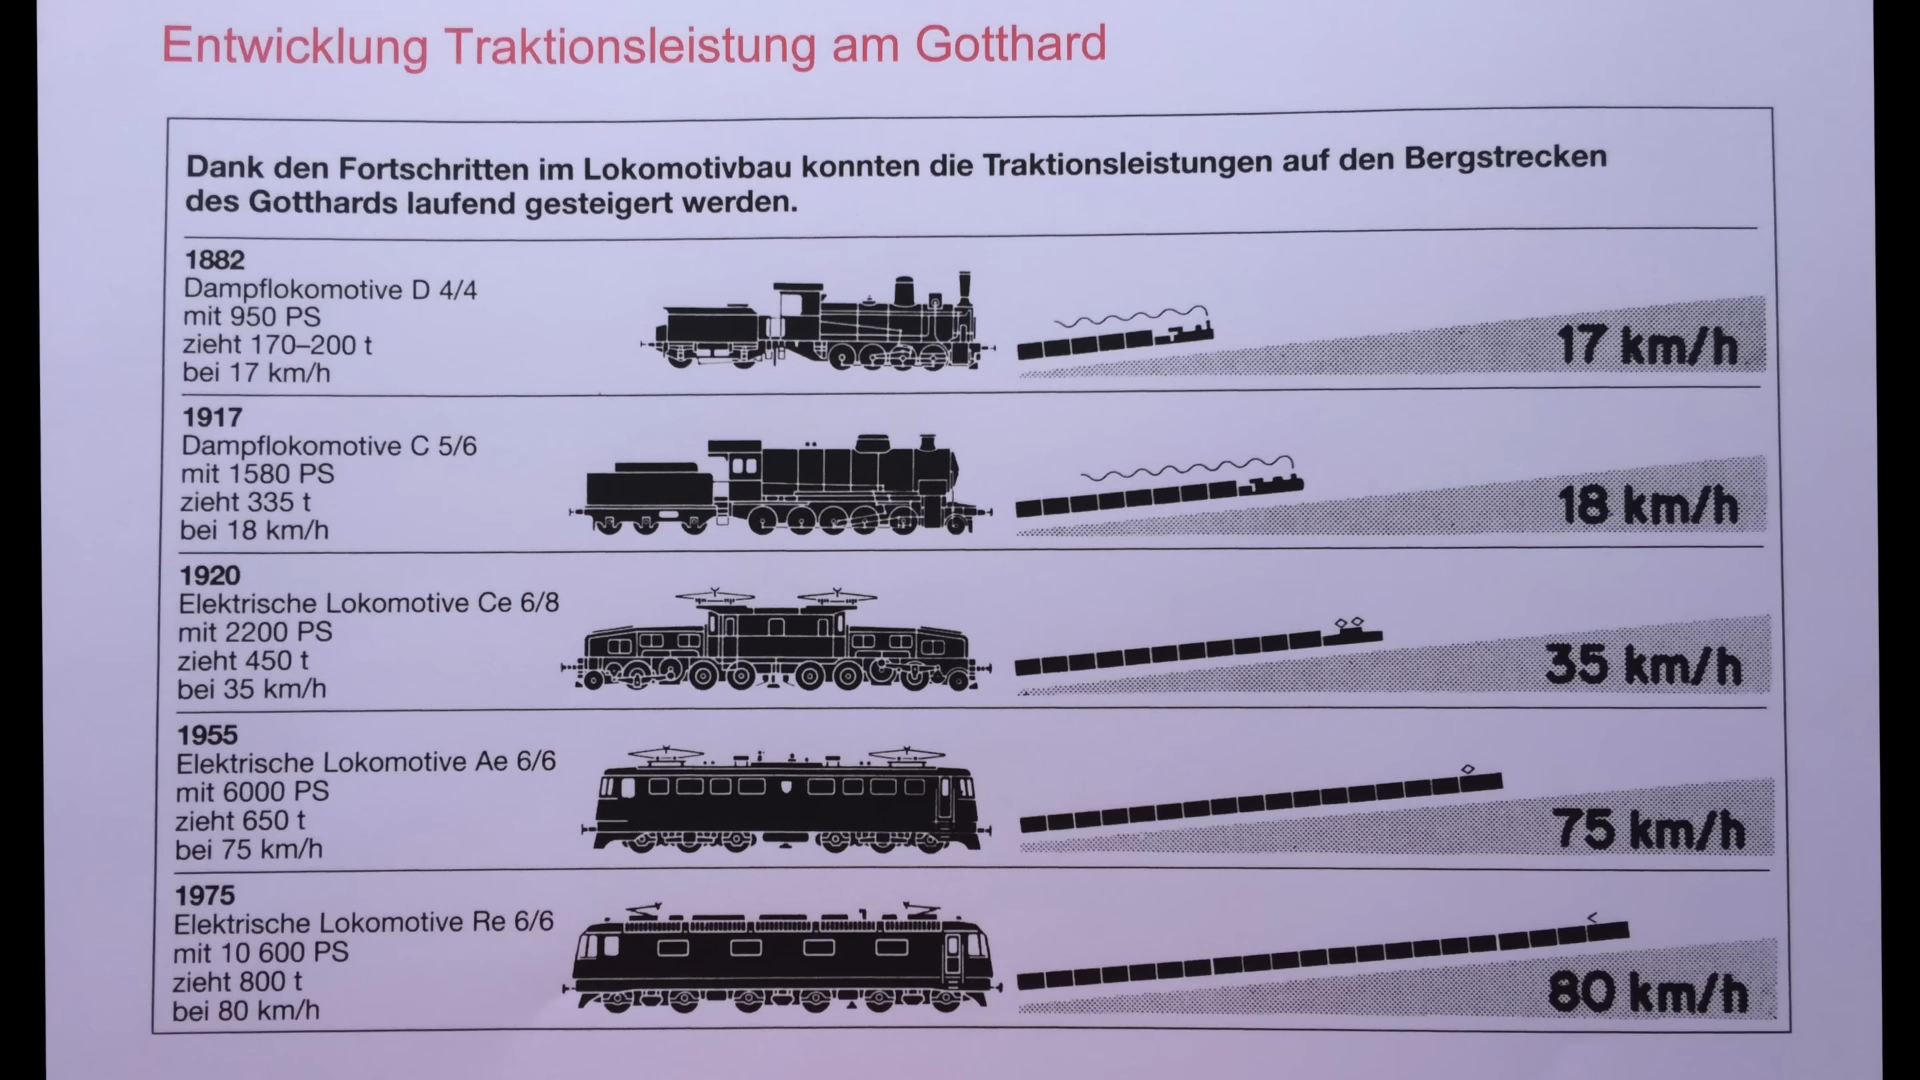 Entwicklung Traktionsleistung am Gotthard
Dank den Fortschritten im Lokomotivbau konnten die Traktionsleistungen auf den Bergstrecken
des Gotthards laufend gesteigert werden.
1882
Dampflokomotive D 4/4
mit 950 PS
zieht 170–200 t
bei 17 km/h
17 km/h
1917
Dampflokomotive C 5/6
mit 1580 PS
zieht 335 t
bei 18 km/h
18 km/h
1920
Elektrische Lokomotive Ce 6/8
mit 2200 PS
zieht 450 t
bei 35 km/h
35 km/h
1955
Elektrische Lokomotive Ae 6/6
mit 6000 PS
zieht 650 t
bei 75 km/h
75 km/h
1975
Elektrische Lokomotive Re 6/6
mit 10 600 PS
zieht 800 t
bei 80 km/h
80 km/h